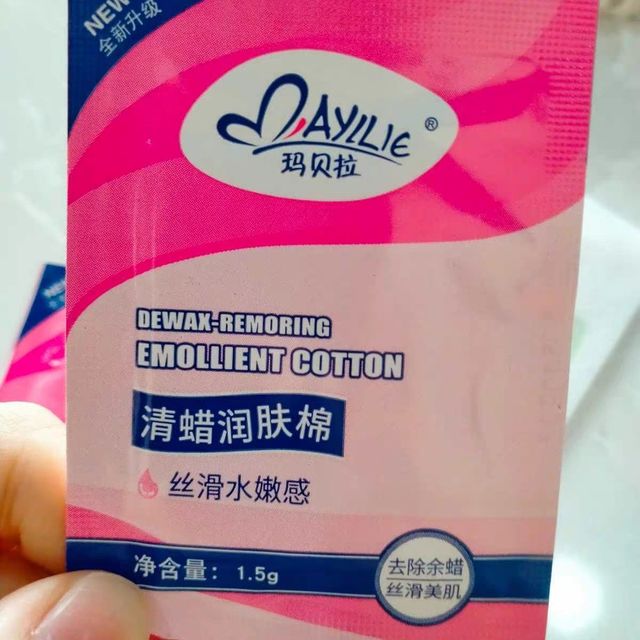 NEW
全新升级
MAYLLIE®
玛贝拉
DEWAX-REMORING
EMOLLIENT COTTON
清蜡润肤棉
丝滑水嫩感
净含量：1.5g
去除余蜡
丝滑美肌